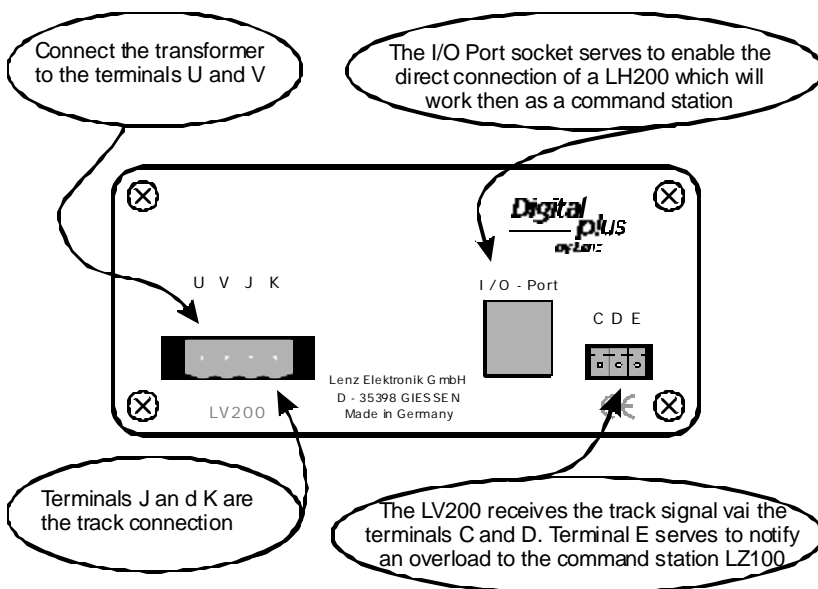 Connect the transformer
to the terminals U and V
The I/O Port socket serves to enable the
direct connection of a LH200 which will
work then as a command station
Digital
plus
by Lenz
U V J K
I/O - Port
C D E
Lenz Elektronik GmbH
D - 35398 GIESSEN
Made in Germany
LV200
CE
Terminals J an d K are
the track connection
The LV200 receives the track signal vai the
terminals C and D. Terminal E serves to notify
an overload to the command station LZ100